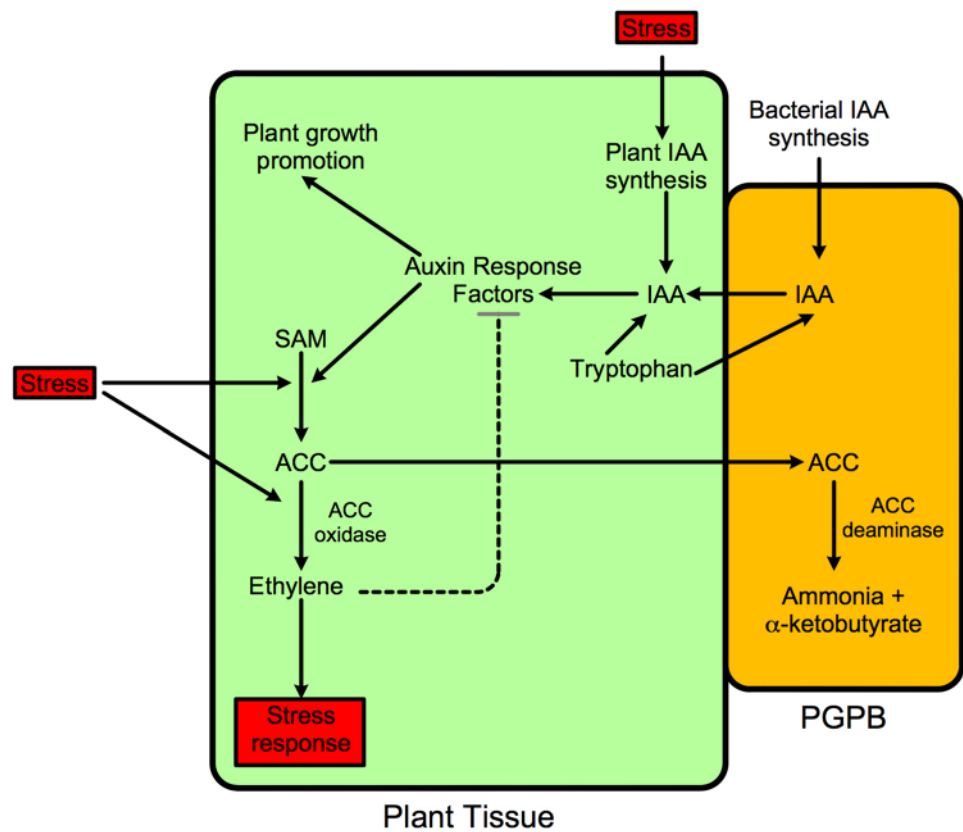 Stress
Bacterial IAA
synthesis
Plant growth
promotion
Plant IAA
synthesis
Auxin Response
Factors
IAA
IAA
SAM
Tryptophan
Stress
ACC
ACC
ACC
oxidase
ACC
deaminase
Ethylene
Ammonia +
α-ketobutyrate
Stress
response
PGPB
Plant Tissue